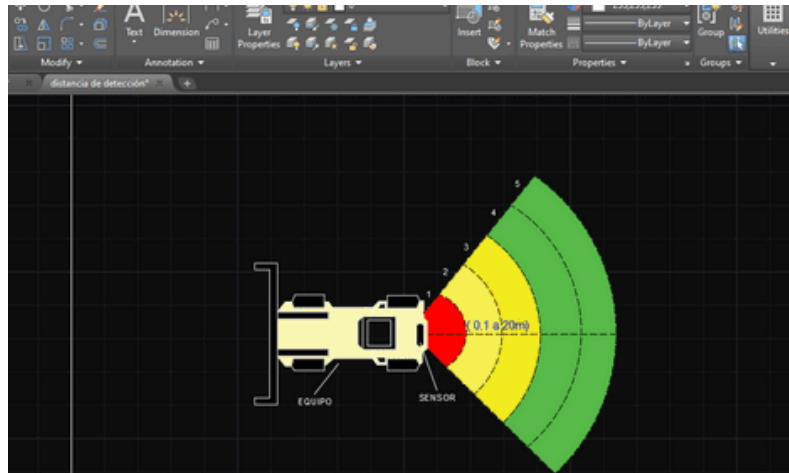 Text
Dimension
Layer
Properties
Insert
Match
Properties
ByLayer
ByLayer
Group
Utilities
Modify
Annotation
Layers
Block
Properties
Groups
distancia de detección*
5
4
3
2
1
( 0.1 a 20m)
EQUIPO
SENSOR